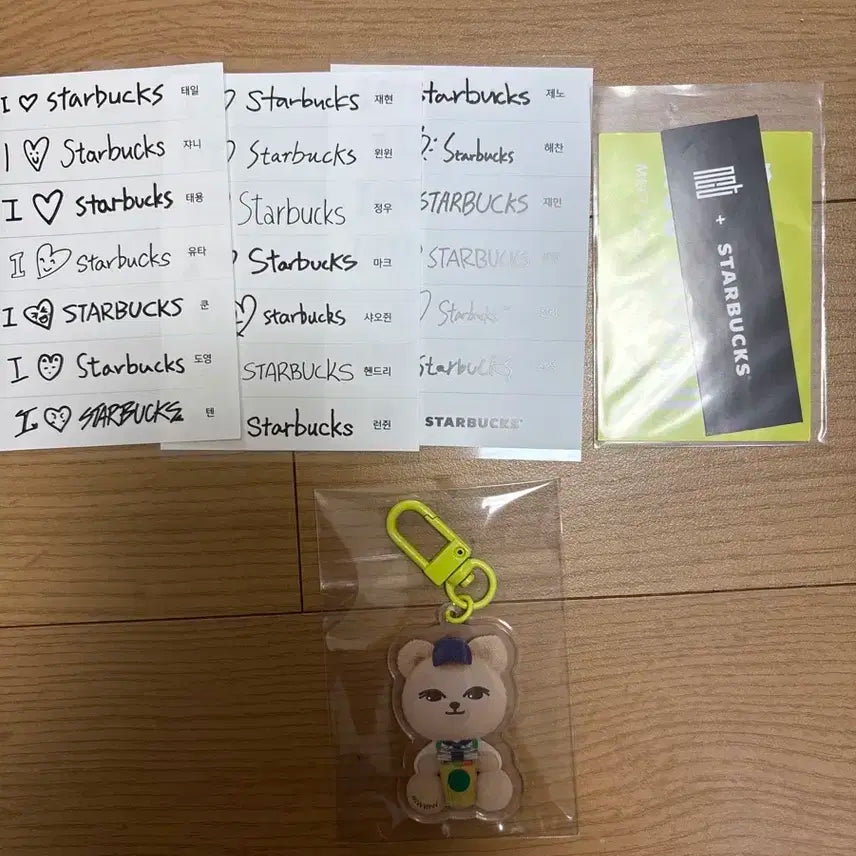 I ♡ starbucks 태일
I ♡ Starbucks 쟈니
I ♡ starbucks 태용
I ♡ Starbucks 유타
I ♡ STARBUCKS 쿤
I ♡ Starbucks 도영
I ♡ STARBUCKS 텐
Starbucks 재현
Starbucks 윈윈
Starbucks 정우
Starbucks 마크
starbucks 샤오쥔
STARBUCKS 헨드리
Starbucks 런쥔
starbucks 제노
Starbucks 해찬
STARBUCKS 재민
STARBUCKS
Starbucks
Starbucks
STARBUCKS
nct
+
STARBUCKS